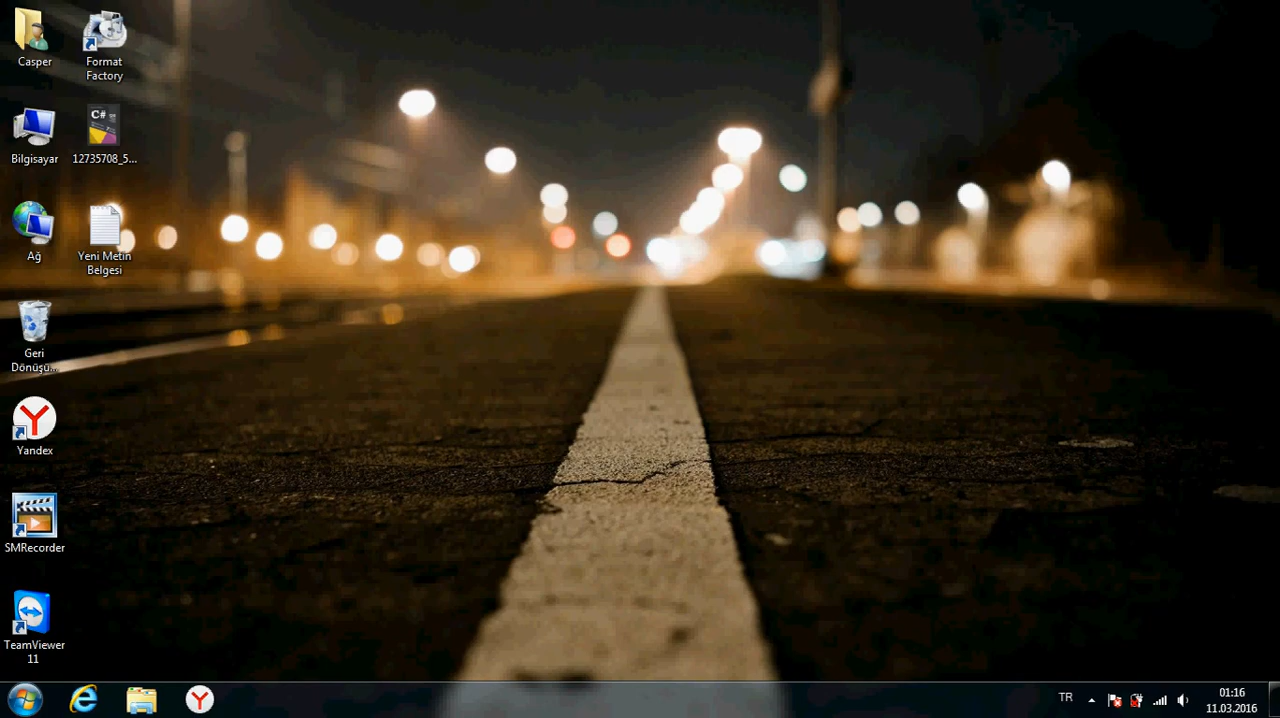 Casper
Format
Factory
Bilgisayar
C#
12735708_5...
Ağ
Yeni Metin
Belgesi
Geri
Dönüşü...
Yandex
SMRecorder
TeamViewer
11
TR
01:16
11.03.2016